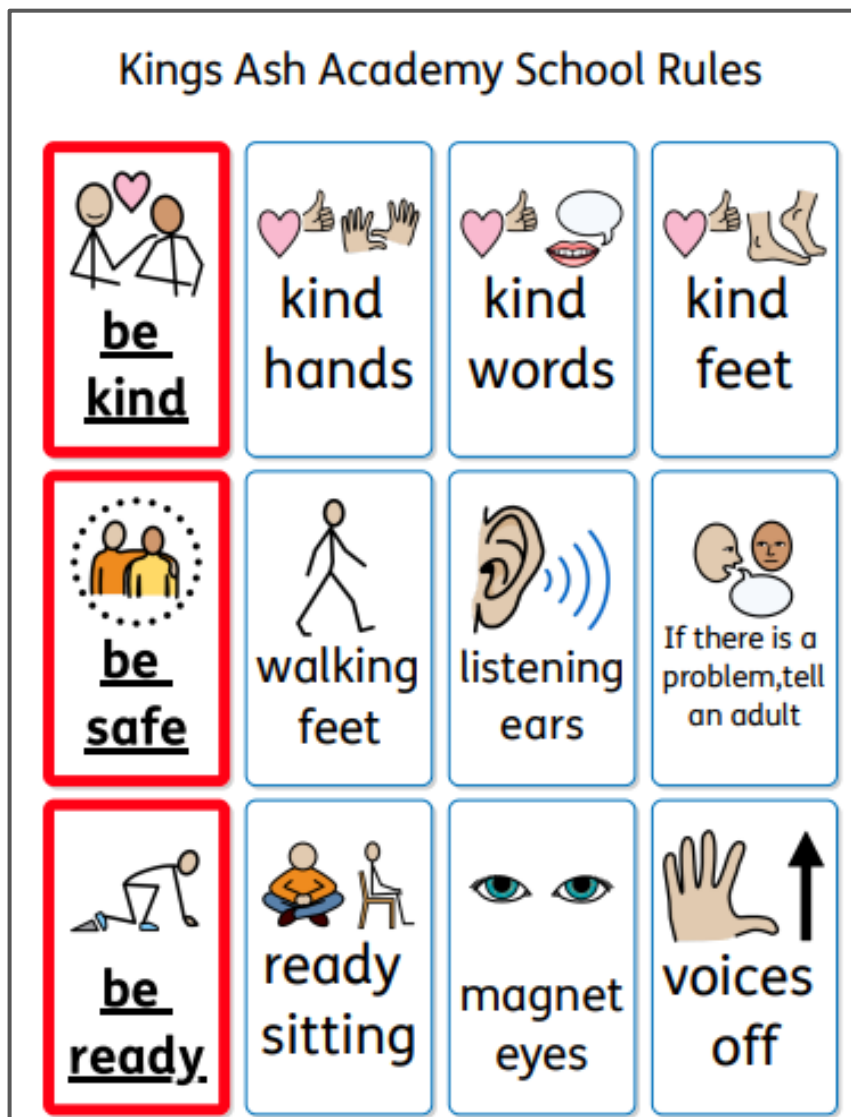 Kings Ash Academy School Rules
be
kind
kind
hands
kind
words
kind
feet
be
safe
walking
feet
listening
ears
If there is a
problem,tell
an adult
be
ready
ready
sitting
magnet
eyes
voices
off